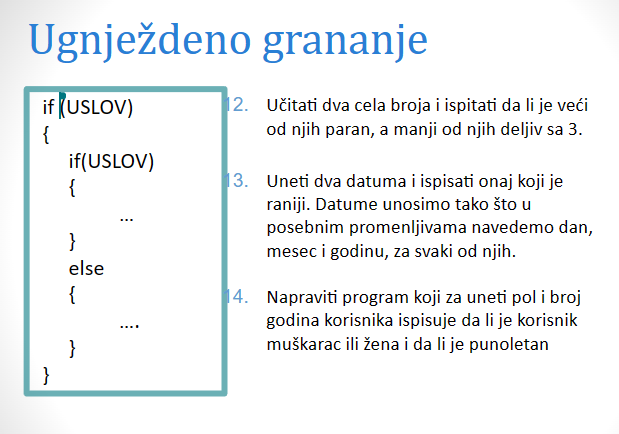 Ugnježdeno grananje
if (USLOV)
{
if(USLOV)
{
...
}
else
{
....
}
}
12. Učitati dva cela broja i ispitati da li je veći
od njih paran, a manji od njih deljiv sa 3.
13. Uneti dva datuma i ispisati onaj koji je
raniji. Datume unosimo tako što u
posebnim promenljivama navedemo dan,
mesec i godinu, za svaki od njih.
14. Napraviti program koji za uneti pol i broj
godina korisnika ispisuje da li je korisnik
muškarac ili žena i da li je punoletan